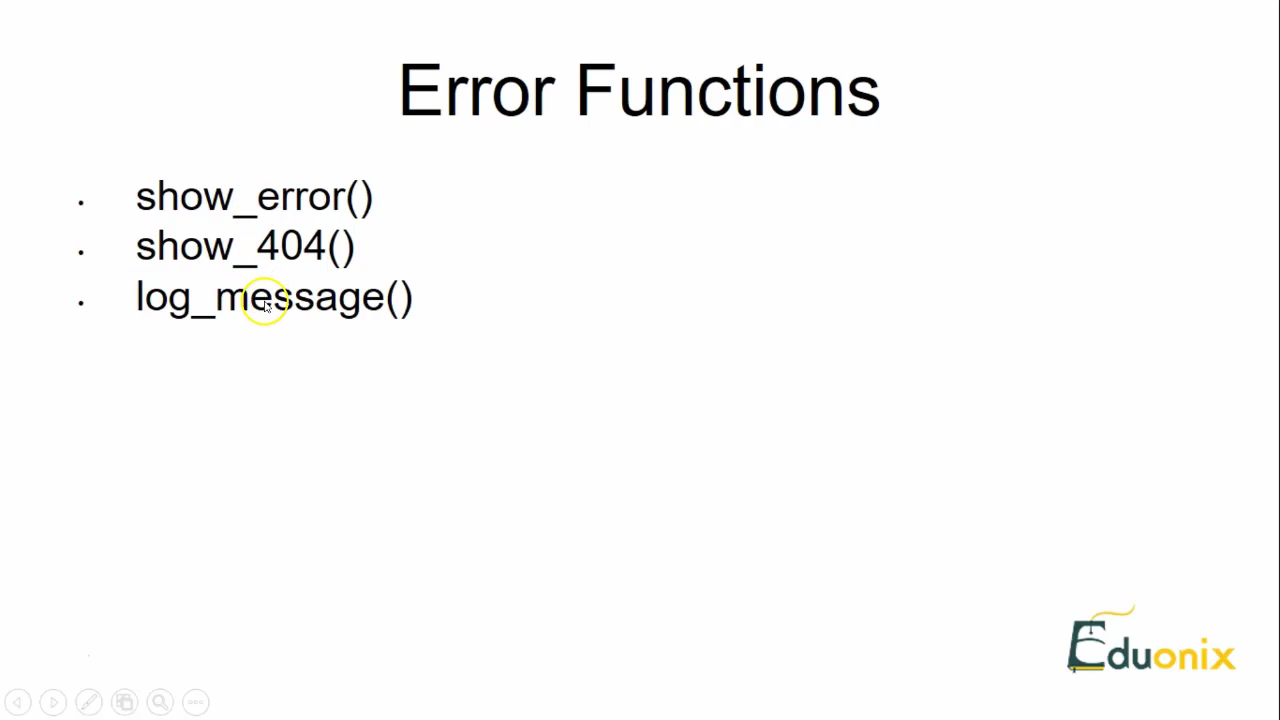 Error Functions
• show_error()
• show_404()
• log_message()
Eduonix